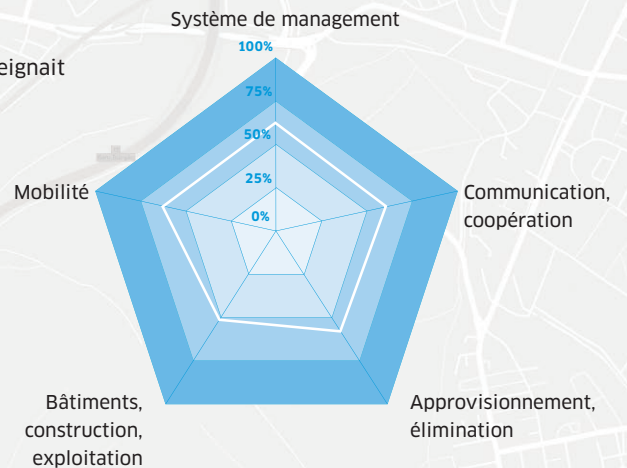 Système de management
eignait
100%
75%
50%
25%
0%
Mobilité
Communication,
coopération
Bâtiments,
construction,
exploitation
Approvisionnement,
élimination